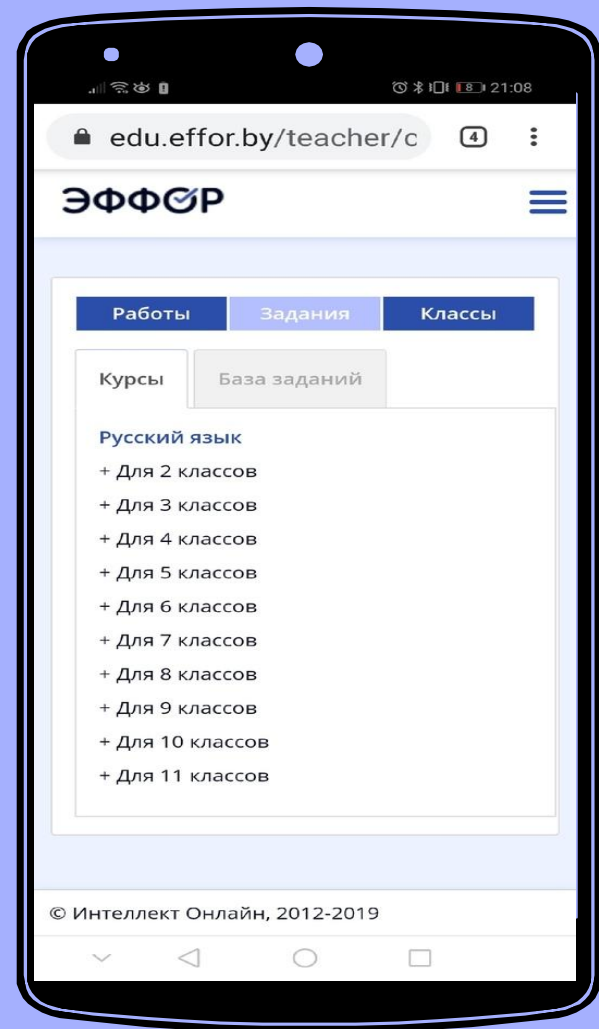 8 21:08
edu.effor.by/teacher/c 4
ЭФФОР
Работы Задания Классы
Курсы База заданий
Русский язык
+ Для 2 классов
+ Для 3 классов
+ Для 4 классов
+ Для 5 классов
+ Для 6 классов
+ Для 7 классов
+ Для 8 классов
+ Для 9 классов
+ Для 10 классов
+ Для 11 классов
© Интеллект Онлайн, 2012-2019